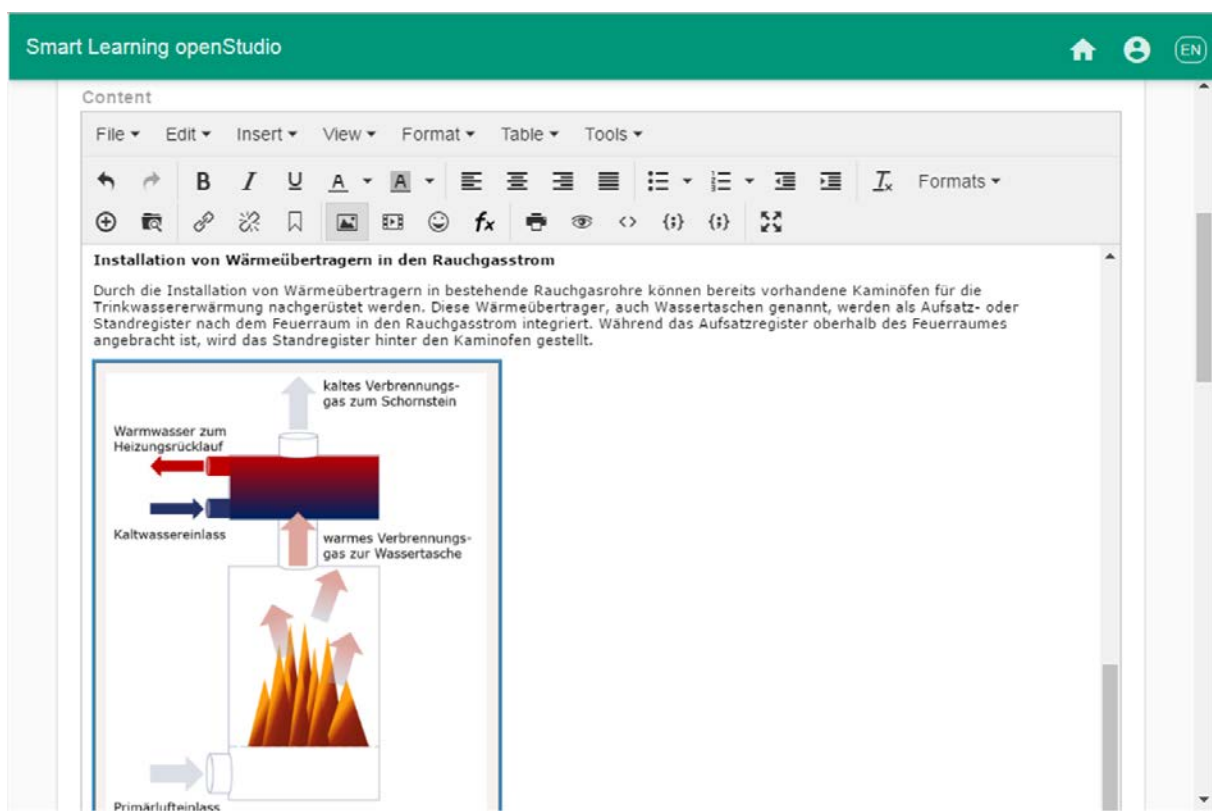 Smart Learning openStudio
EN
Content
File Edit Insert View Format Table Tools
B I U A A Tx Formats
fx <> {;} {;}
Installation von Wärmeübertragern in den Rauchgasstrom
Durch die Installation von Wärmeübertragern in bestehende Rauchgasrohre können bereits vorhandene Kaminöfen für die
Trinkwassererwärmung nachgerüstet werden. Diese Wärmeübertrager, auch Wassertaschen genannt, werden als Aufsatz- oder
Standregister nach dem Feuerraum in den Rauchgasstrom integriert. Während das Aufsatzregister oberhalb des Feuerraumes
angebracht ist, wird das Standregister hinter den Kaminofen gestellt.
kaltes Verbrennungs-
gas zum Schornstein
Warmwasser zum
Heizungsrücklauf
Kaltwassereinlass
warmes Verbrennungs-
gas zur Wassertasche
Primärlufteinlass